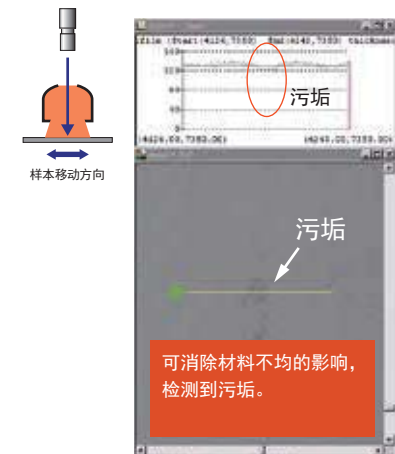 污垢
样本移动方向
污垢
可消除材料不均的影响，
检测到污垢。